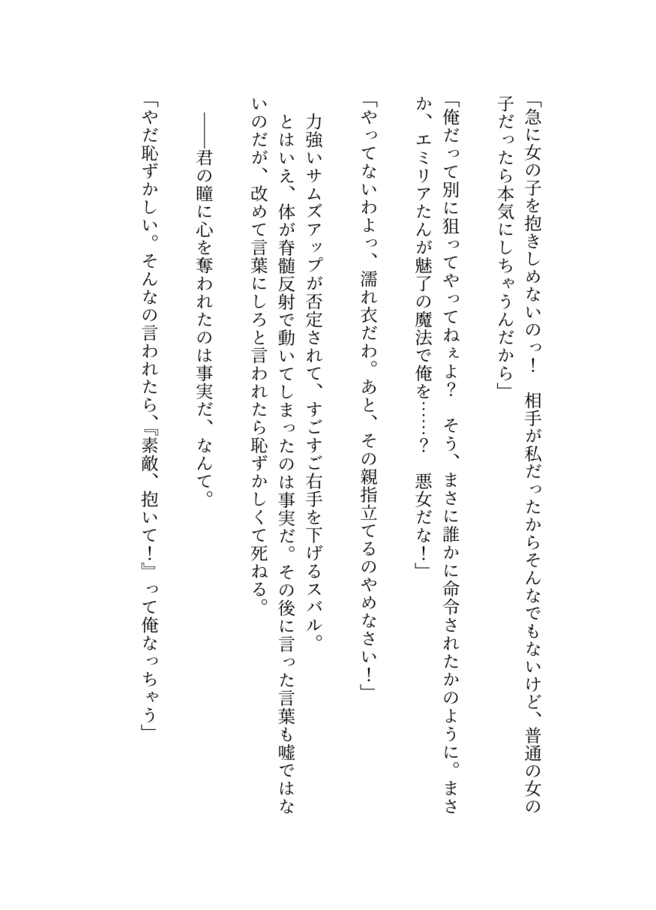 「急に女の子を抱きしめないのっ！　相手が私だったからそんなでもないけど、普通の女の
子だったら本気にしちゃうんだから」
「俺だって別に狙ってやってねぇよ？　そう、まさに誰かに命令されたかのように。まさ
か、エミリアたんが魅了の魔法で俺を……？　悪女だな！」
「やってないわよっ、濡れ衣だわ。あと、その親指立てるのやめなさい！」
　力強いサムズアップが否定されて、すごすご右手を下げるスバル。
　とはいえ、体が脊髄反射で動いてしまったのは事実だ。その後に言った言葉も嘘ではな
いのだが、改めて言葉にしろと言われたら恥ずかしくて死ねる。
　――君の瞳に心を奪われたのは事実だ、なんて。
「やだ恥ずかしい。そんなの言われたら、『素敵、抱いて！』って俺なっちゃう」